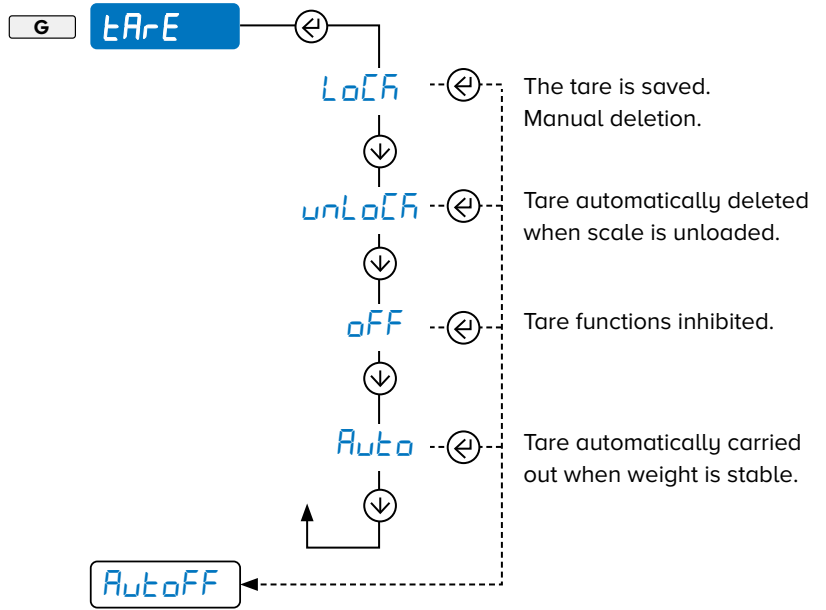 G
tArE
LoCK
The tare is saved.
Manual deletion.
unLoCK
Tare automatically deleted
when scale is unloaded.
oFF
Tare functions inhibited.
Auto
Tare automatically carried
out when weight is stable.
AutoFF